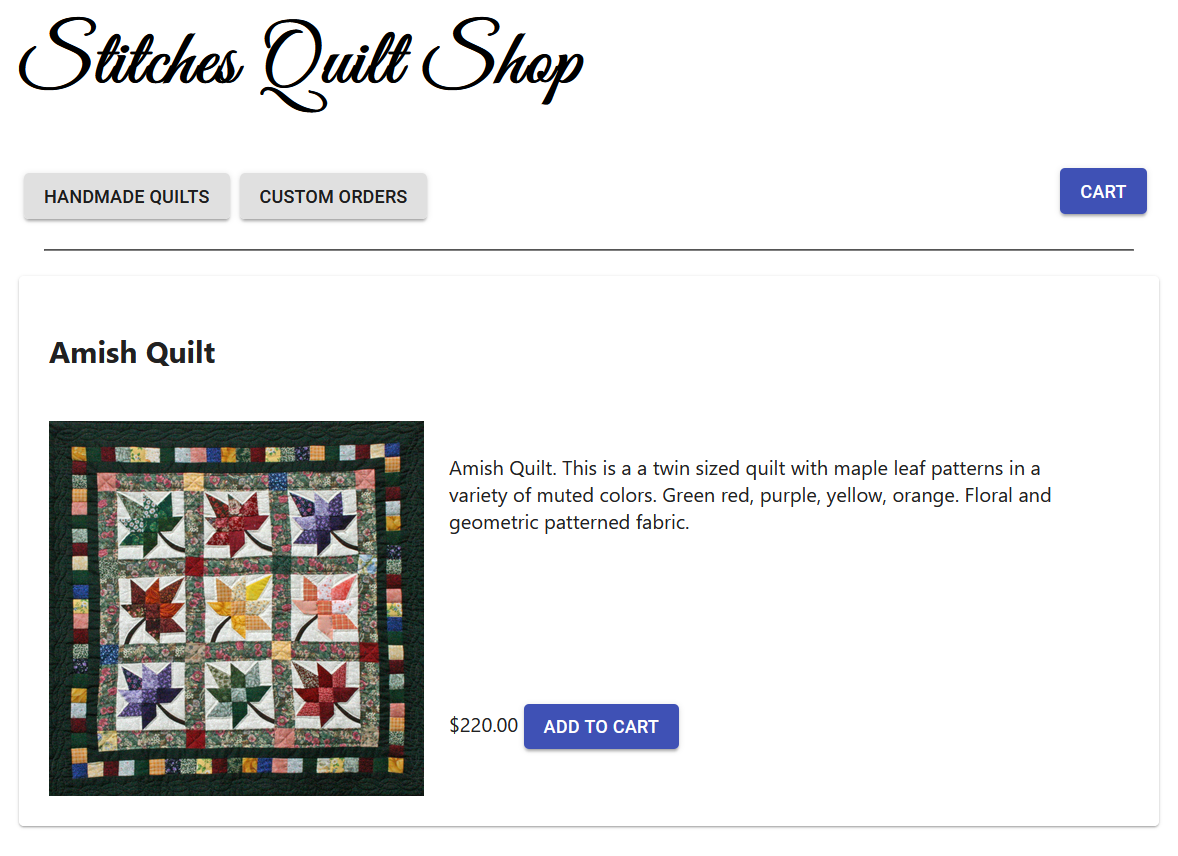 Stitches Quilt Shop
HANDMADE QUILTS
CUSTOM ORDERS
CART
Amish Quilt
Amish Quilt. This is a a twin sized quilt with maple leaf patterns in a
variety of muted colors. Green red, purple, yellow, orange. Floral and
geometric patterned fabric.
$220.00
ADD TO CART